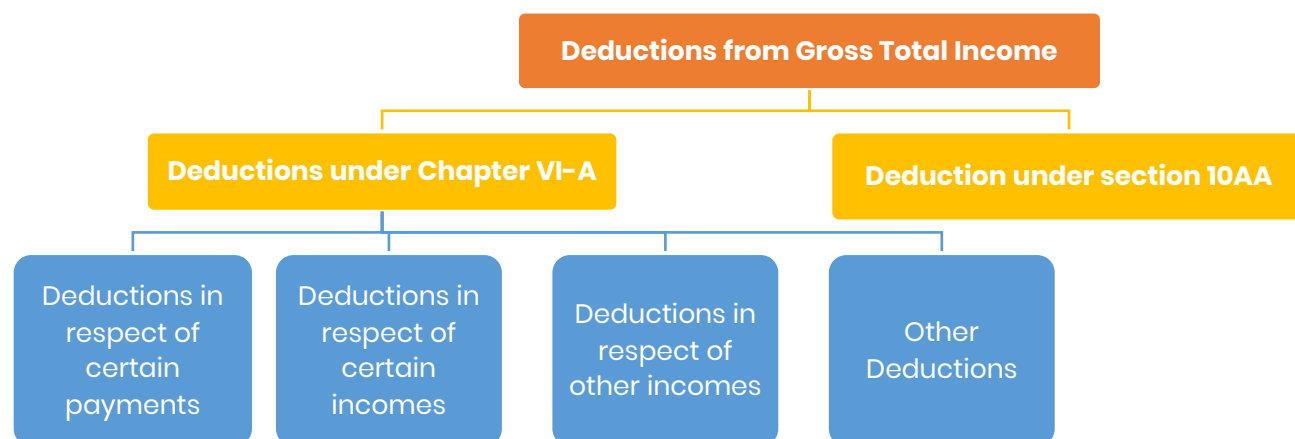 Deductions from Gross Total Income
Deductions under Chapter VI-A
Deduction under section 10AA
Deductions in
respect of
certain
payments
Deductions in
respect of
certain
incomes
Deductions in
respect of
other incomes
Other
Deductions